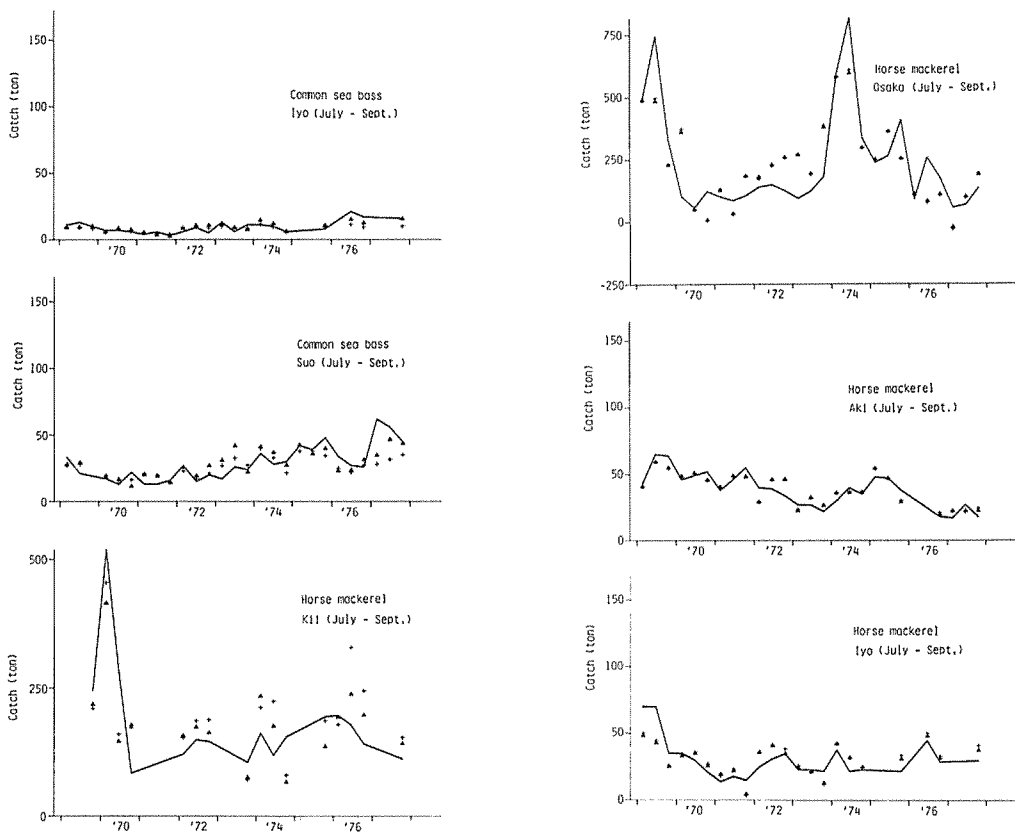 150
100
50
0
Catch (ton)
Common sea bass
Iyo (July - Sept.)
'70 '72 '74 '76
150
100
50
0
Catch (ton)
Common sea bass
Suo (July - Sept.)
'70 '72 '74 '76
500
250
0
Catch (ton)
Horse mackerel
Kii (July - Sept.)
'70 '72 '74 '76
750
500
250
0
-250
Catch (ton)
Horse mackerel
Osaka (July - Sept.)
'70 '72 '74 '76
150
100
50
0
Catch (ton)
Horse mackerel
Aki (July - Sept.)
'70 '72 '74 '76
150
100
50
0
Catch (ton)
Horse mackerel
Iyo (July - Sept.)
'70 '72 '74 '76